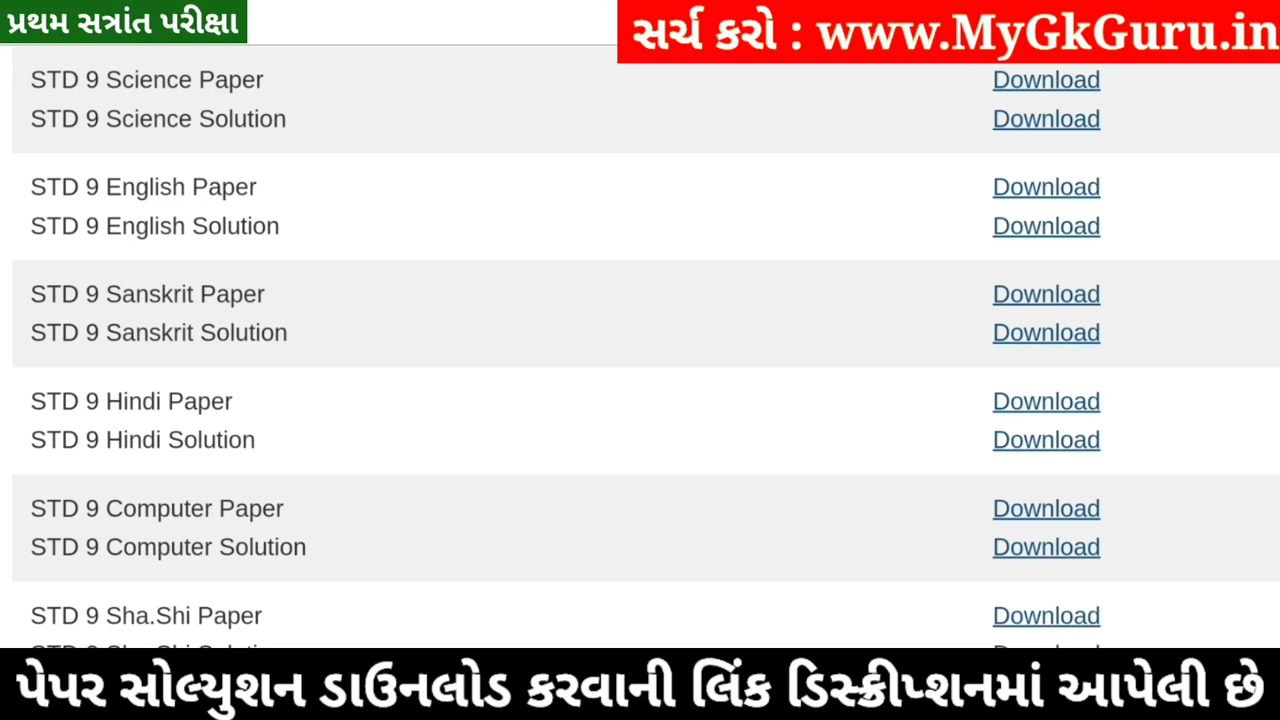 પ્રથમ સત્રાંત પરીક્ષા
સર્ચ કરો : www.MyGkGuru.in
STD 9 Science Paper Download
STD 9 Science Solution Download
STD 9 English Paper Download
STD 9 English Solution Download
STD 9 Sanskrit Paper Download
STD 9 Sanskrit Solution Download
STD 9 Hindi Paper Download
STD 9 Hindi Solution Download
STD 9 Computer Paper Download
STD 9 Computer Solution Download
STD 9 Sha.Shi Paper Download
પેપર સોલ્યુશન ડાઉનલોડ કરવાની લિંક ડિસ્ક્રીપ્શનમાં આપેલી છે